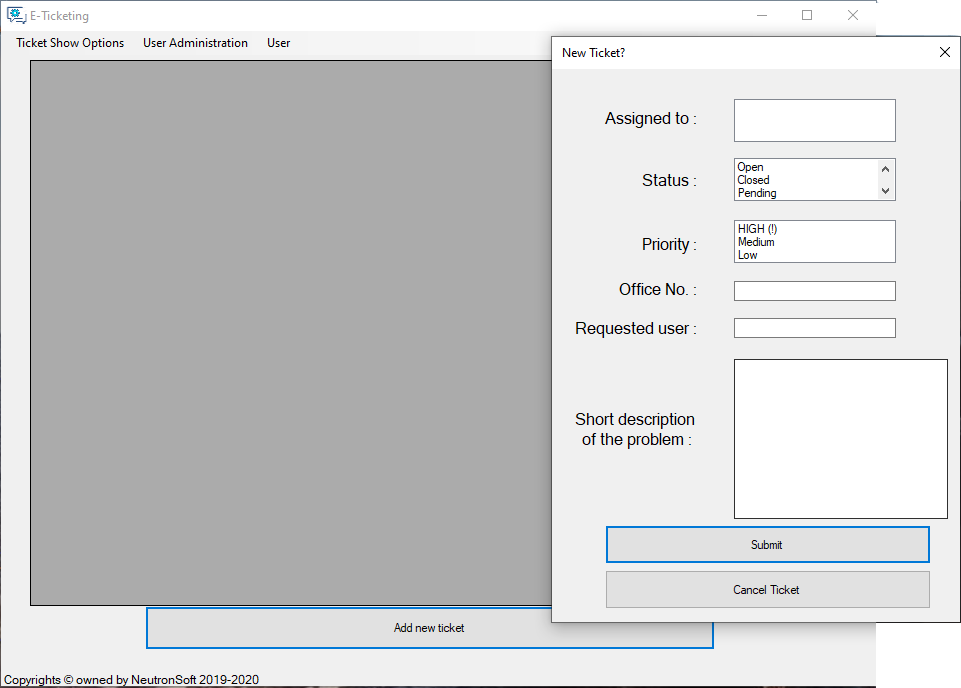 E-Ticketing
Ticket Show Options User Administration User
New Ticket?
Assigned to :
Status :
Open
Closed
Pending
Priority :
HIGH (!)
Medium
Low
Office No. :
Requested user :
Short description
of the problem :
Submit
Cancel Ticket
Add new ticket
Copyrights © owned by NeutronSoft 2019-2020